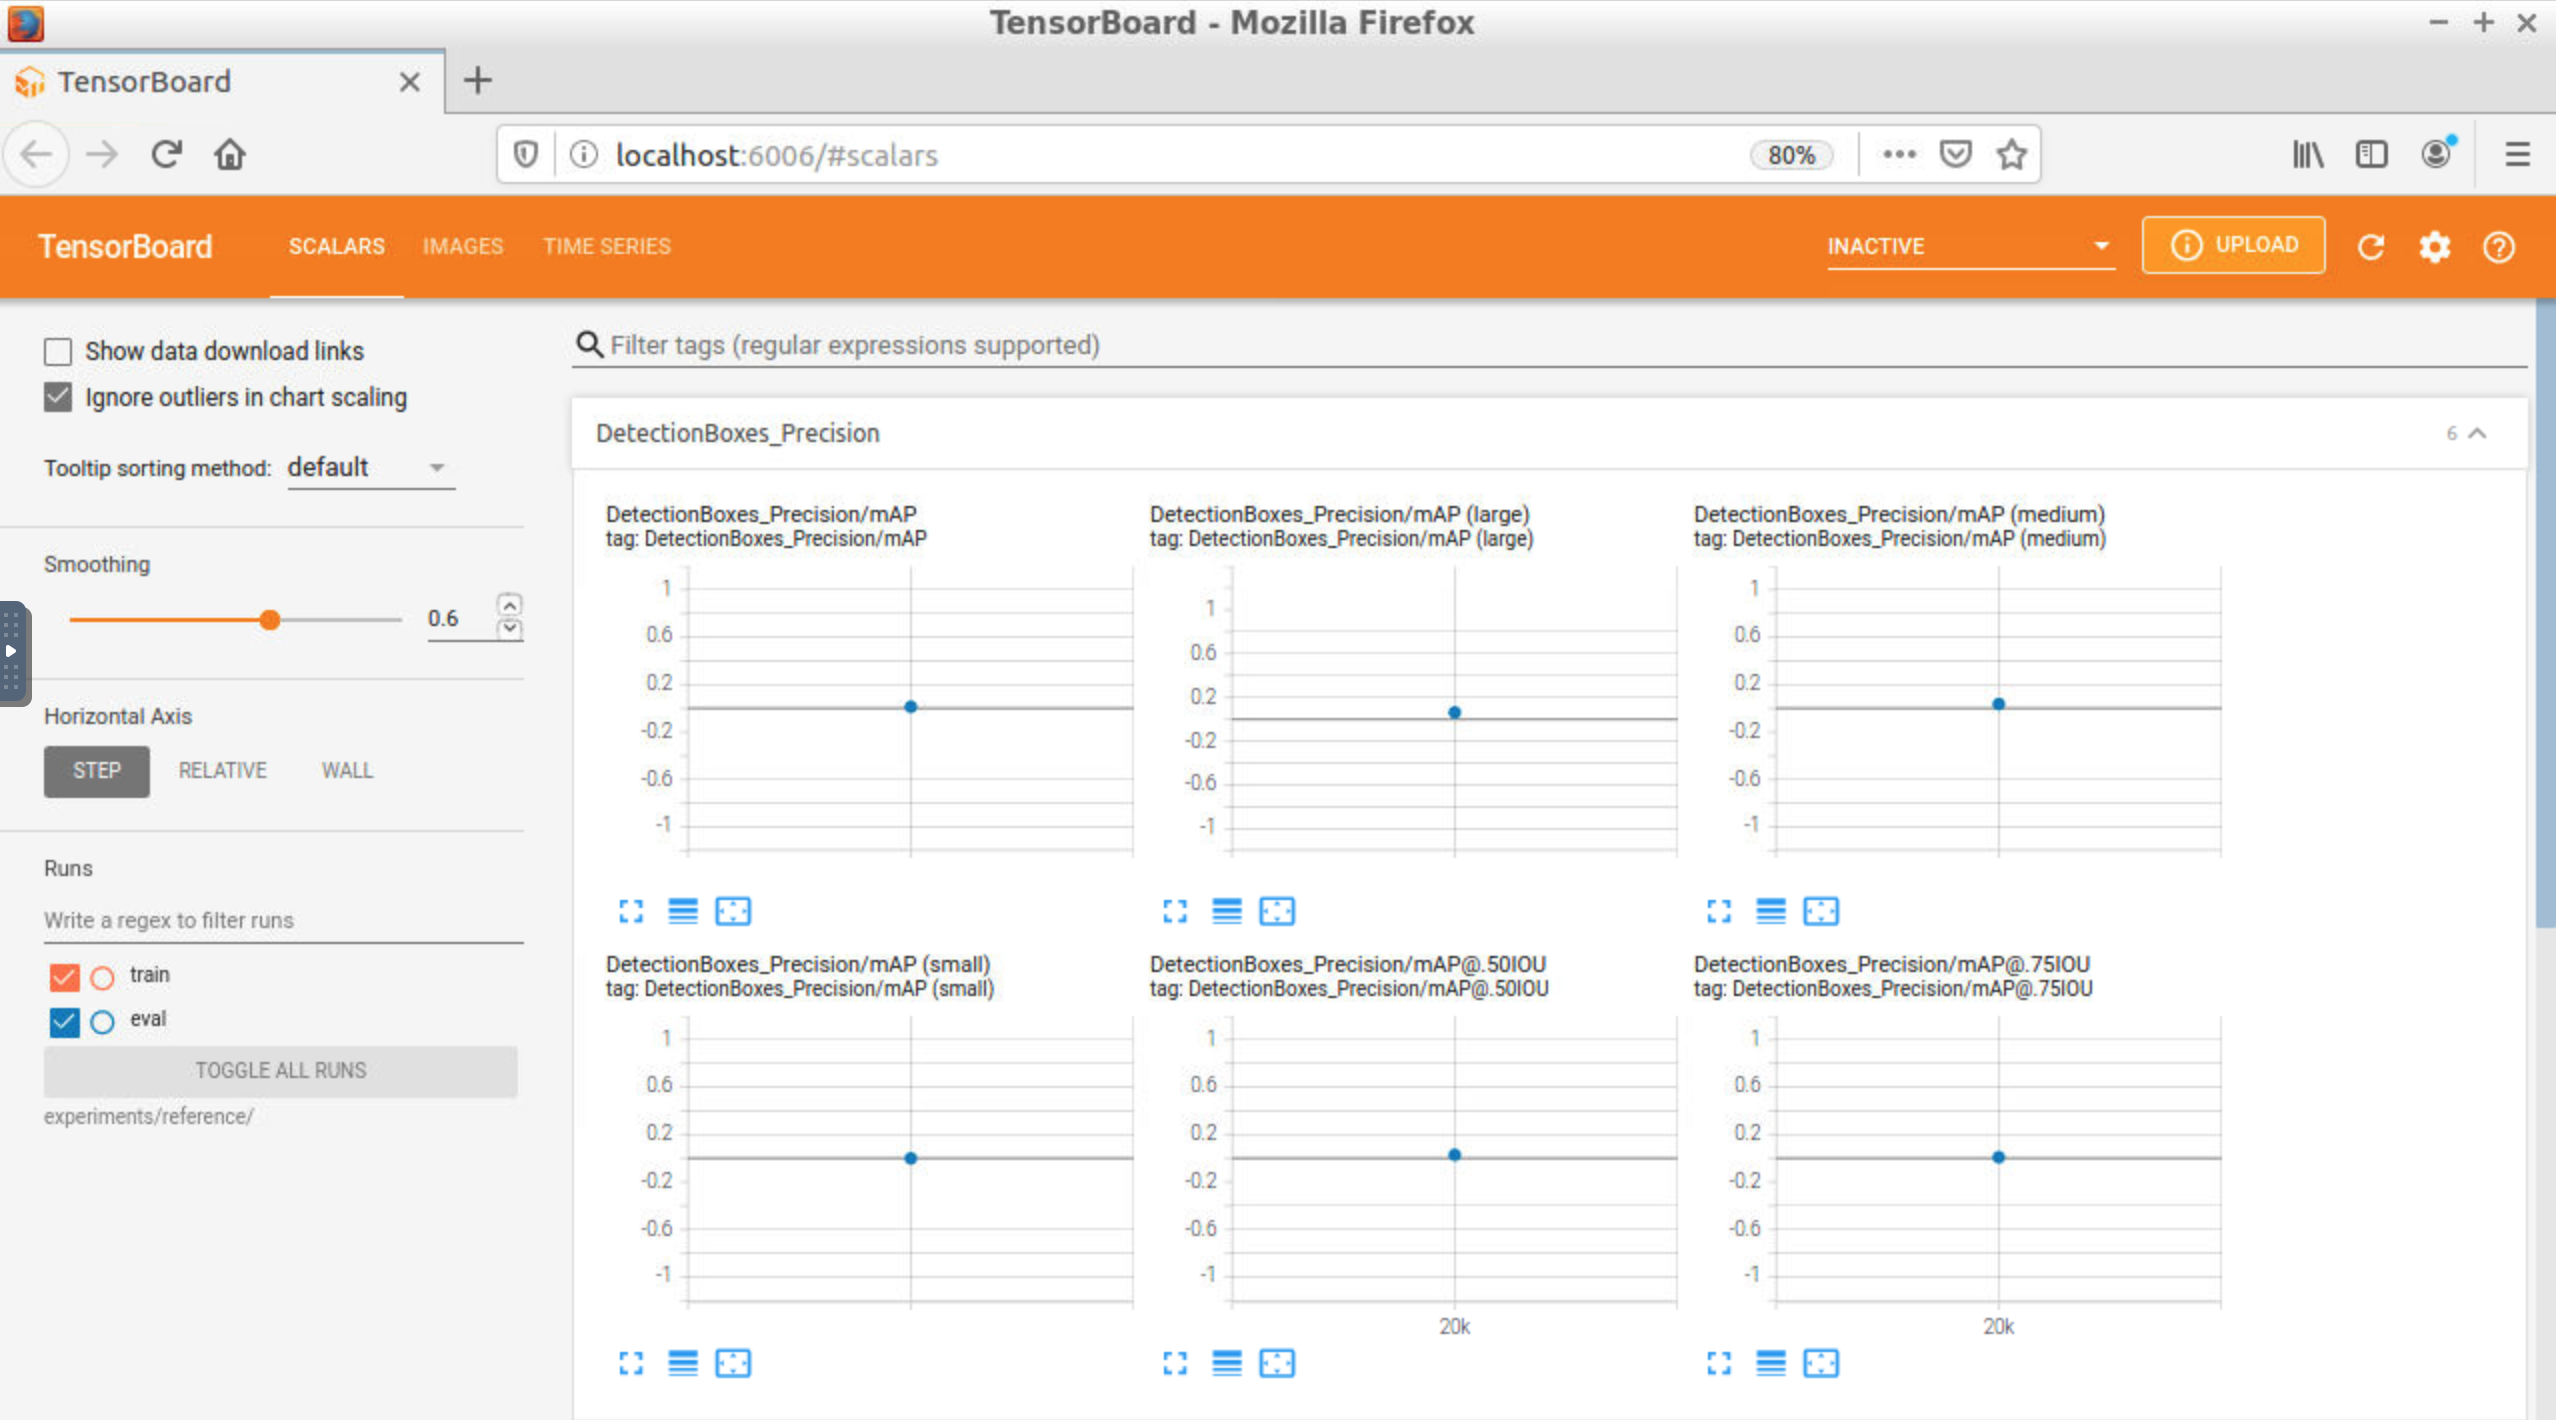 TensorBoard - Mozilla Firefox
TensorBoard
localhost:6006/#scalars
80%
TensorBoard
SCALARS
IMAGES
TIME SERIES
INACTIVE
UPLOAD
Show data download links
Ignore outliers in chart scaling
Tooltip sorting method: default
Smoothing
0.6
Horizontal Axis
STEP
RELATIVE
WALL
Runs
Write a regex to filter runs
train
eval
TOGGLE ALL RUNS
experiments/reference/
Filter tags (regular expressions supported)
DetectionBoxes_Precision
6
DetectionBoxes_Precision/mAP
tag: DetectionBoxes_Precision/mAP
1
0.6
0.2
-0.2
-0.6
-1
DetectionBoxes_Precision/mAP (large)
tag: DetectionBoxes_Precision/mAP (large)
1
0.6
0.2
-0.2
-0.6
-1
DetectionBoxes_Precision/mAP (medium)
tag: DetectionBoxes_Precision/mAP (medium)
1
0.6
0.2
-0.2
-0.6
-1
DetectionBoxes_Precision/mAP (small)
tag: DetectionBoxes_Precision/mAP (small)
1
0.6
0.2
-0.2
-0.6
-1
DetectionBoxes_Precision/mAP@.50IOU
tag: DetectionBoxes_Precision/mAP@.50IOU
1
0.6
0.2
-0.2
-0.6
-1
20k
DetectionBoxes_Precision/mAP@.75IOU
tag: DetectionBoxes_Precision/mAP@.75IOU
1
0.6
0.2
-0.2
-0.6
-1
20k